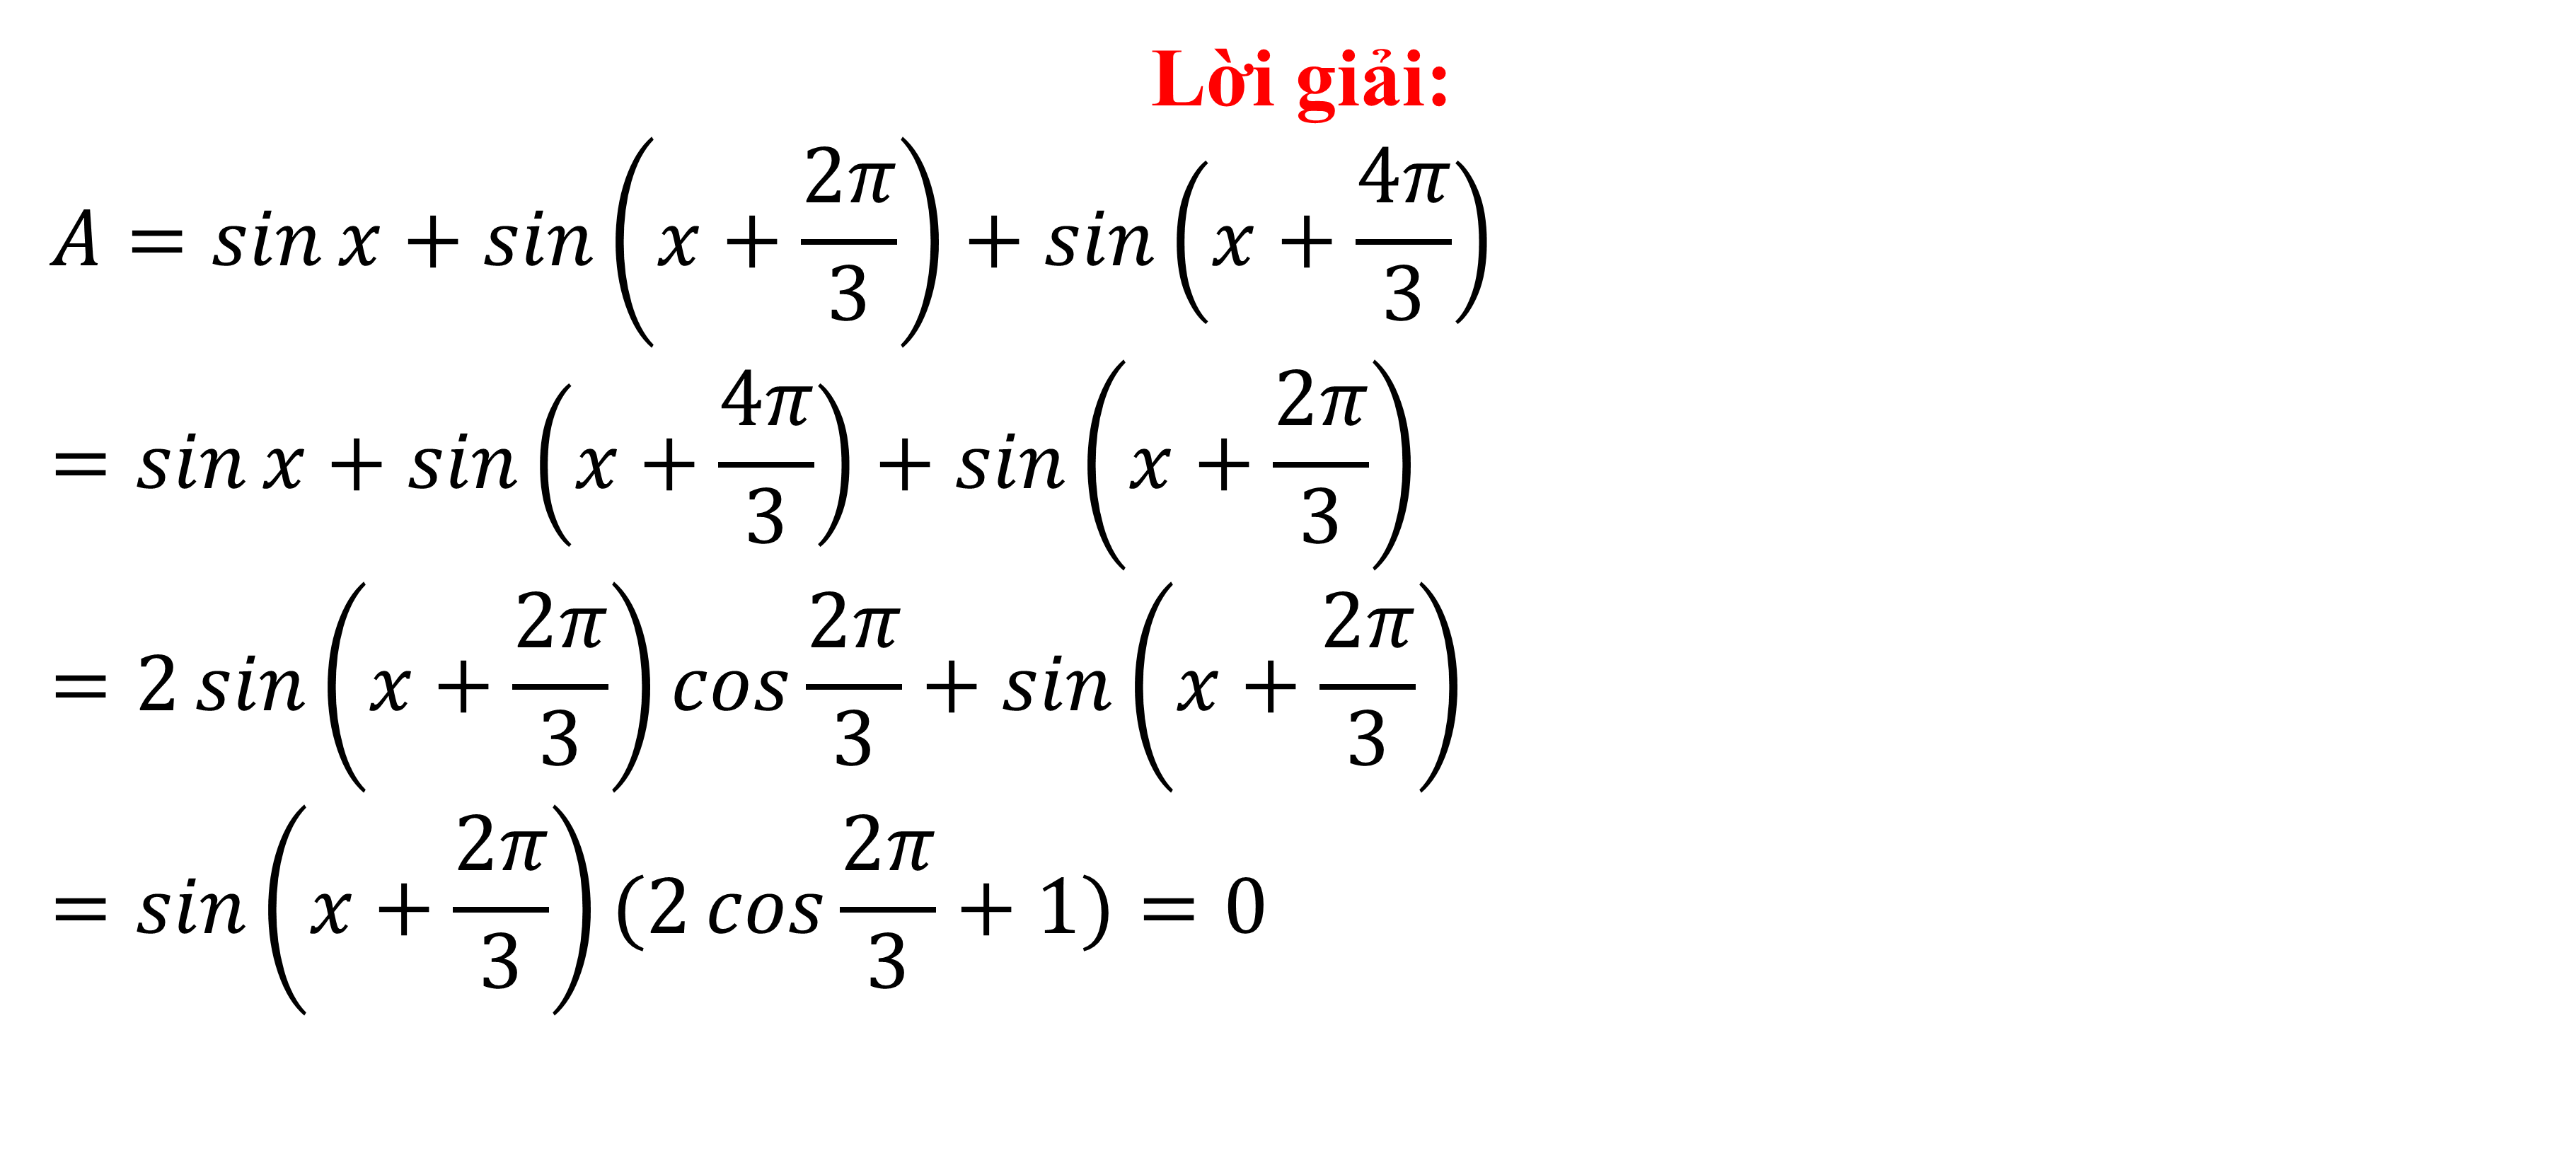 Lời giải:
A = sin x + sin(x + 2π/3) + sin(x + 4π/3)
= sin x + sin(x + 4π/3) + sin(x + 2π/3)
= 2 sin(x + 2π/3) cos 2π/3 + sin(x + 2π/3)
= sin(x + 2π/3) (2 cos 2π/3 + 1) = 0